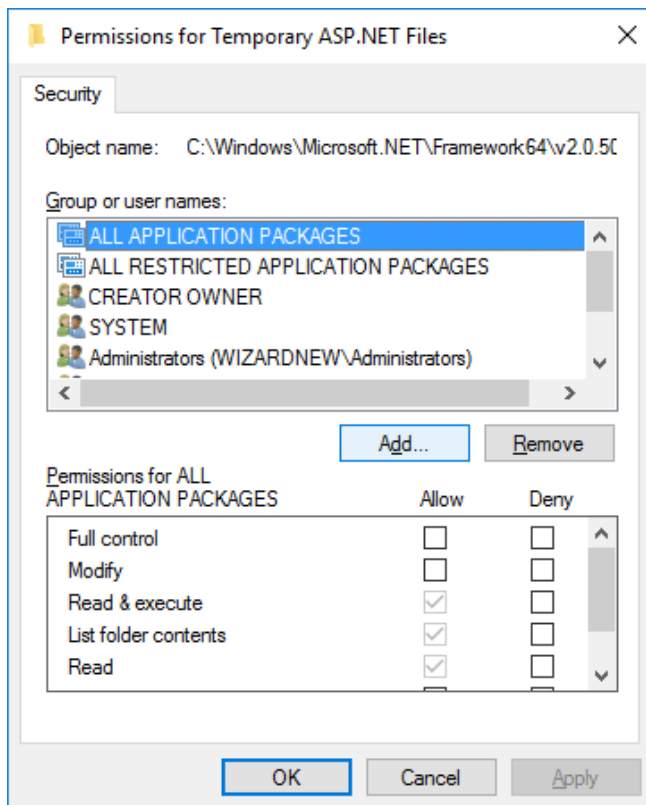 Permissions for Temporary ASP.NET Files
Security
Object name: C:\Windows\Microsoft.NET\Framework64\v2.0.50
Group or user names:
ALL APPLICATION PACKAGES
ALL RESTRICTED APPLICATION PACKAGES
CREATOR OWNER
SYSTEM
Administrators (WIZARDNEW\Administrators)
Add... Remove
Permissions for ALL
APPLICATION PACKAGES Allow Deny
Full control
Modify
Read & execute
List folder contents
Read
OK Cancel Apply